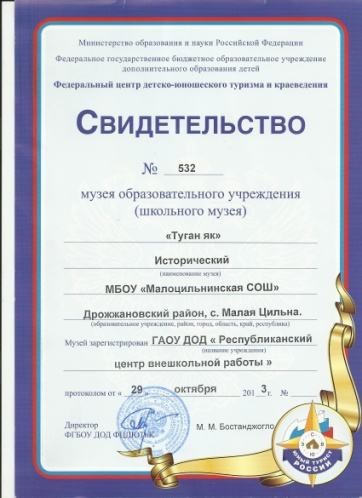 Министерство образования и науки Российской Федерации
Федеральное государственное бюджетное образовательное учреждение
дополнительного образования детей
Федеральный центр детско-юношеского туризма и краеведения
СВИДЕТЕЛЬСТВО
№ 532
музея образовательного учреждения
(школьного музея)
«Туган як»
Исторический
(наименование музея)
МБОУ «Малоцильнинская СОШ»
Дрожжановский район, с. Малая Цильна.
(образовательное учреждение, район, город, область, край, республика)
Музей зарегистрирован ГАОУ ДОД « Республиканский
(название учреждения)
центр внешкольной работы »
протоколом от « 29 » октября 201 3 г. №
Директор
ФГБОУ ДОД ФЦДЮТиК
М. М. Бостанджогло
С
В
Ю
З
ЮНЫЙ ТУРИСТ
РОССИИ